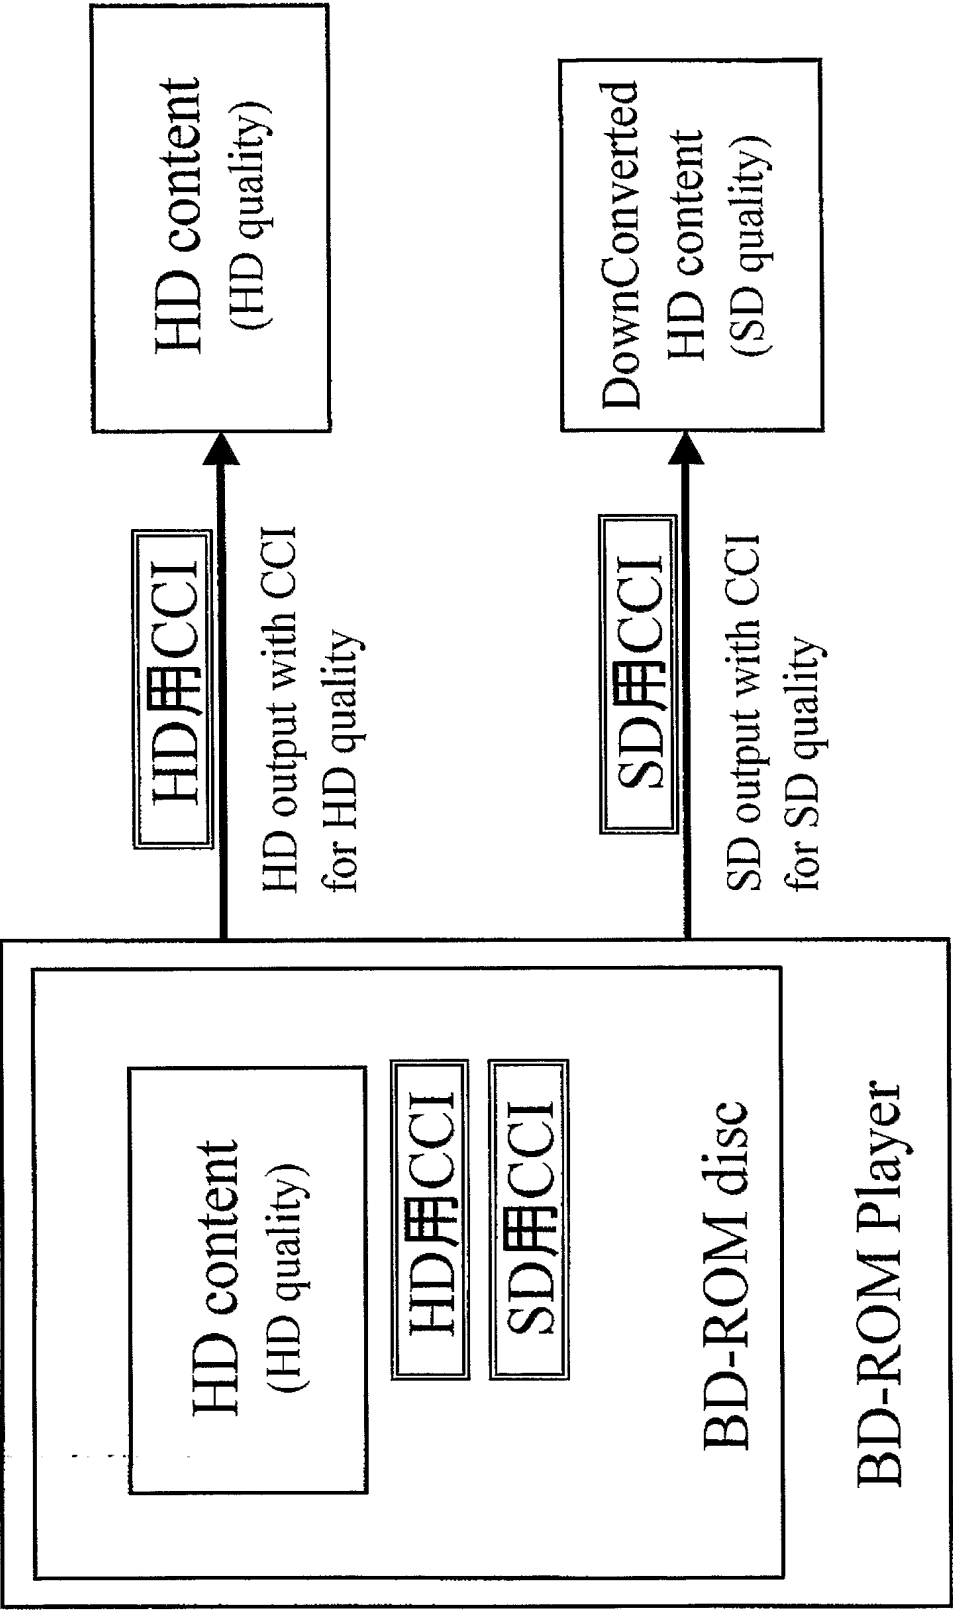 HD content
(HD quality)
HD用CCI
SD用CCI
BD-ROM disc
BD-ROM Player
HD用CCI
HD output with CCI
for HD quality
HD content
(HD quality)
SD用CCI
SD output with CCI
for SD quality
DownConverted
HD content
(SD quality)